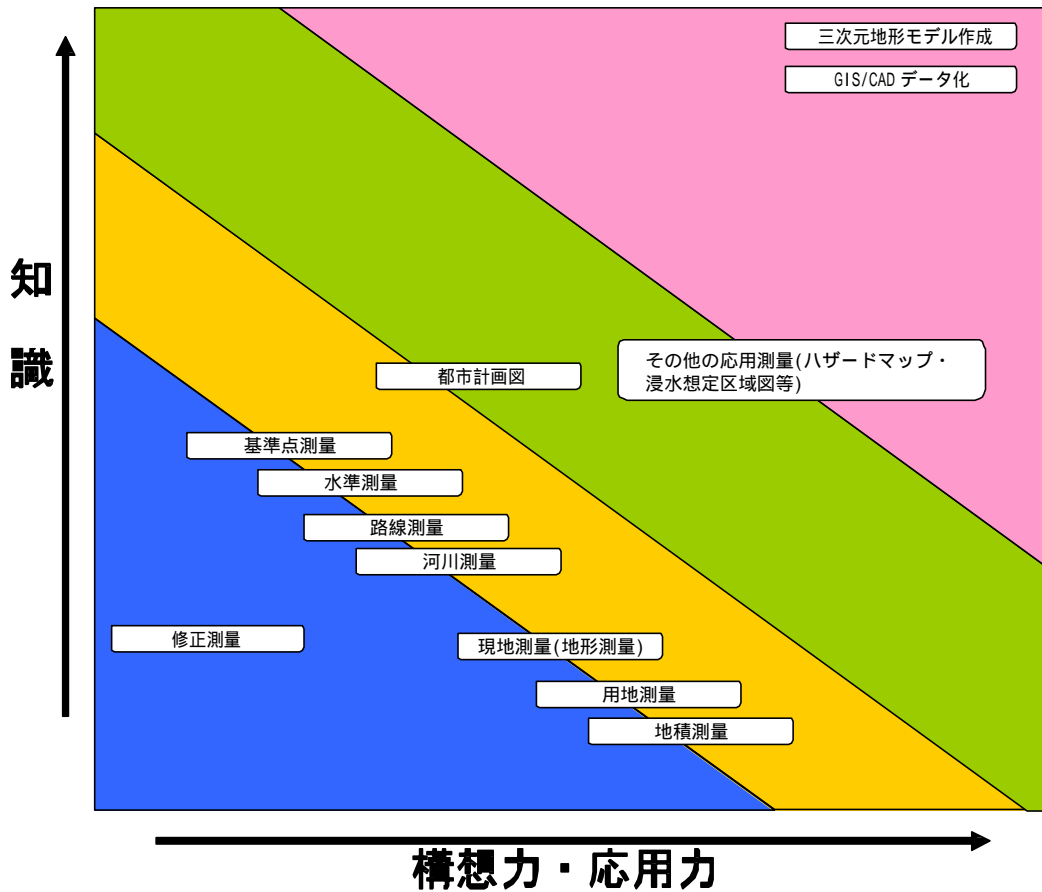 三次元地形モデル作成
GIS/CAD データ化
知
識
その他の応用測量(ハザードマップ・
浸水想定区域図等)
都市計画図
基準点測量
水準測量
路線測量
河川測量
修正測量
現地測量(地形測量)
用地測量
地積測量
構想力・応用力